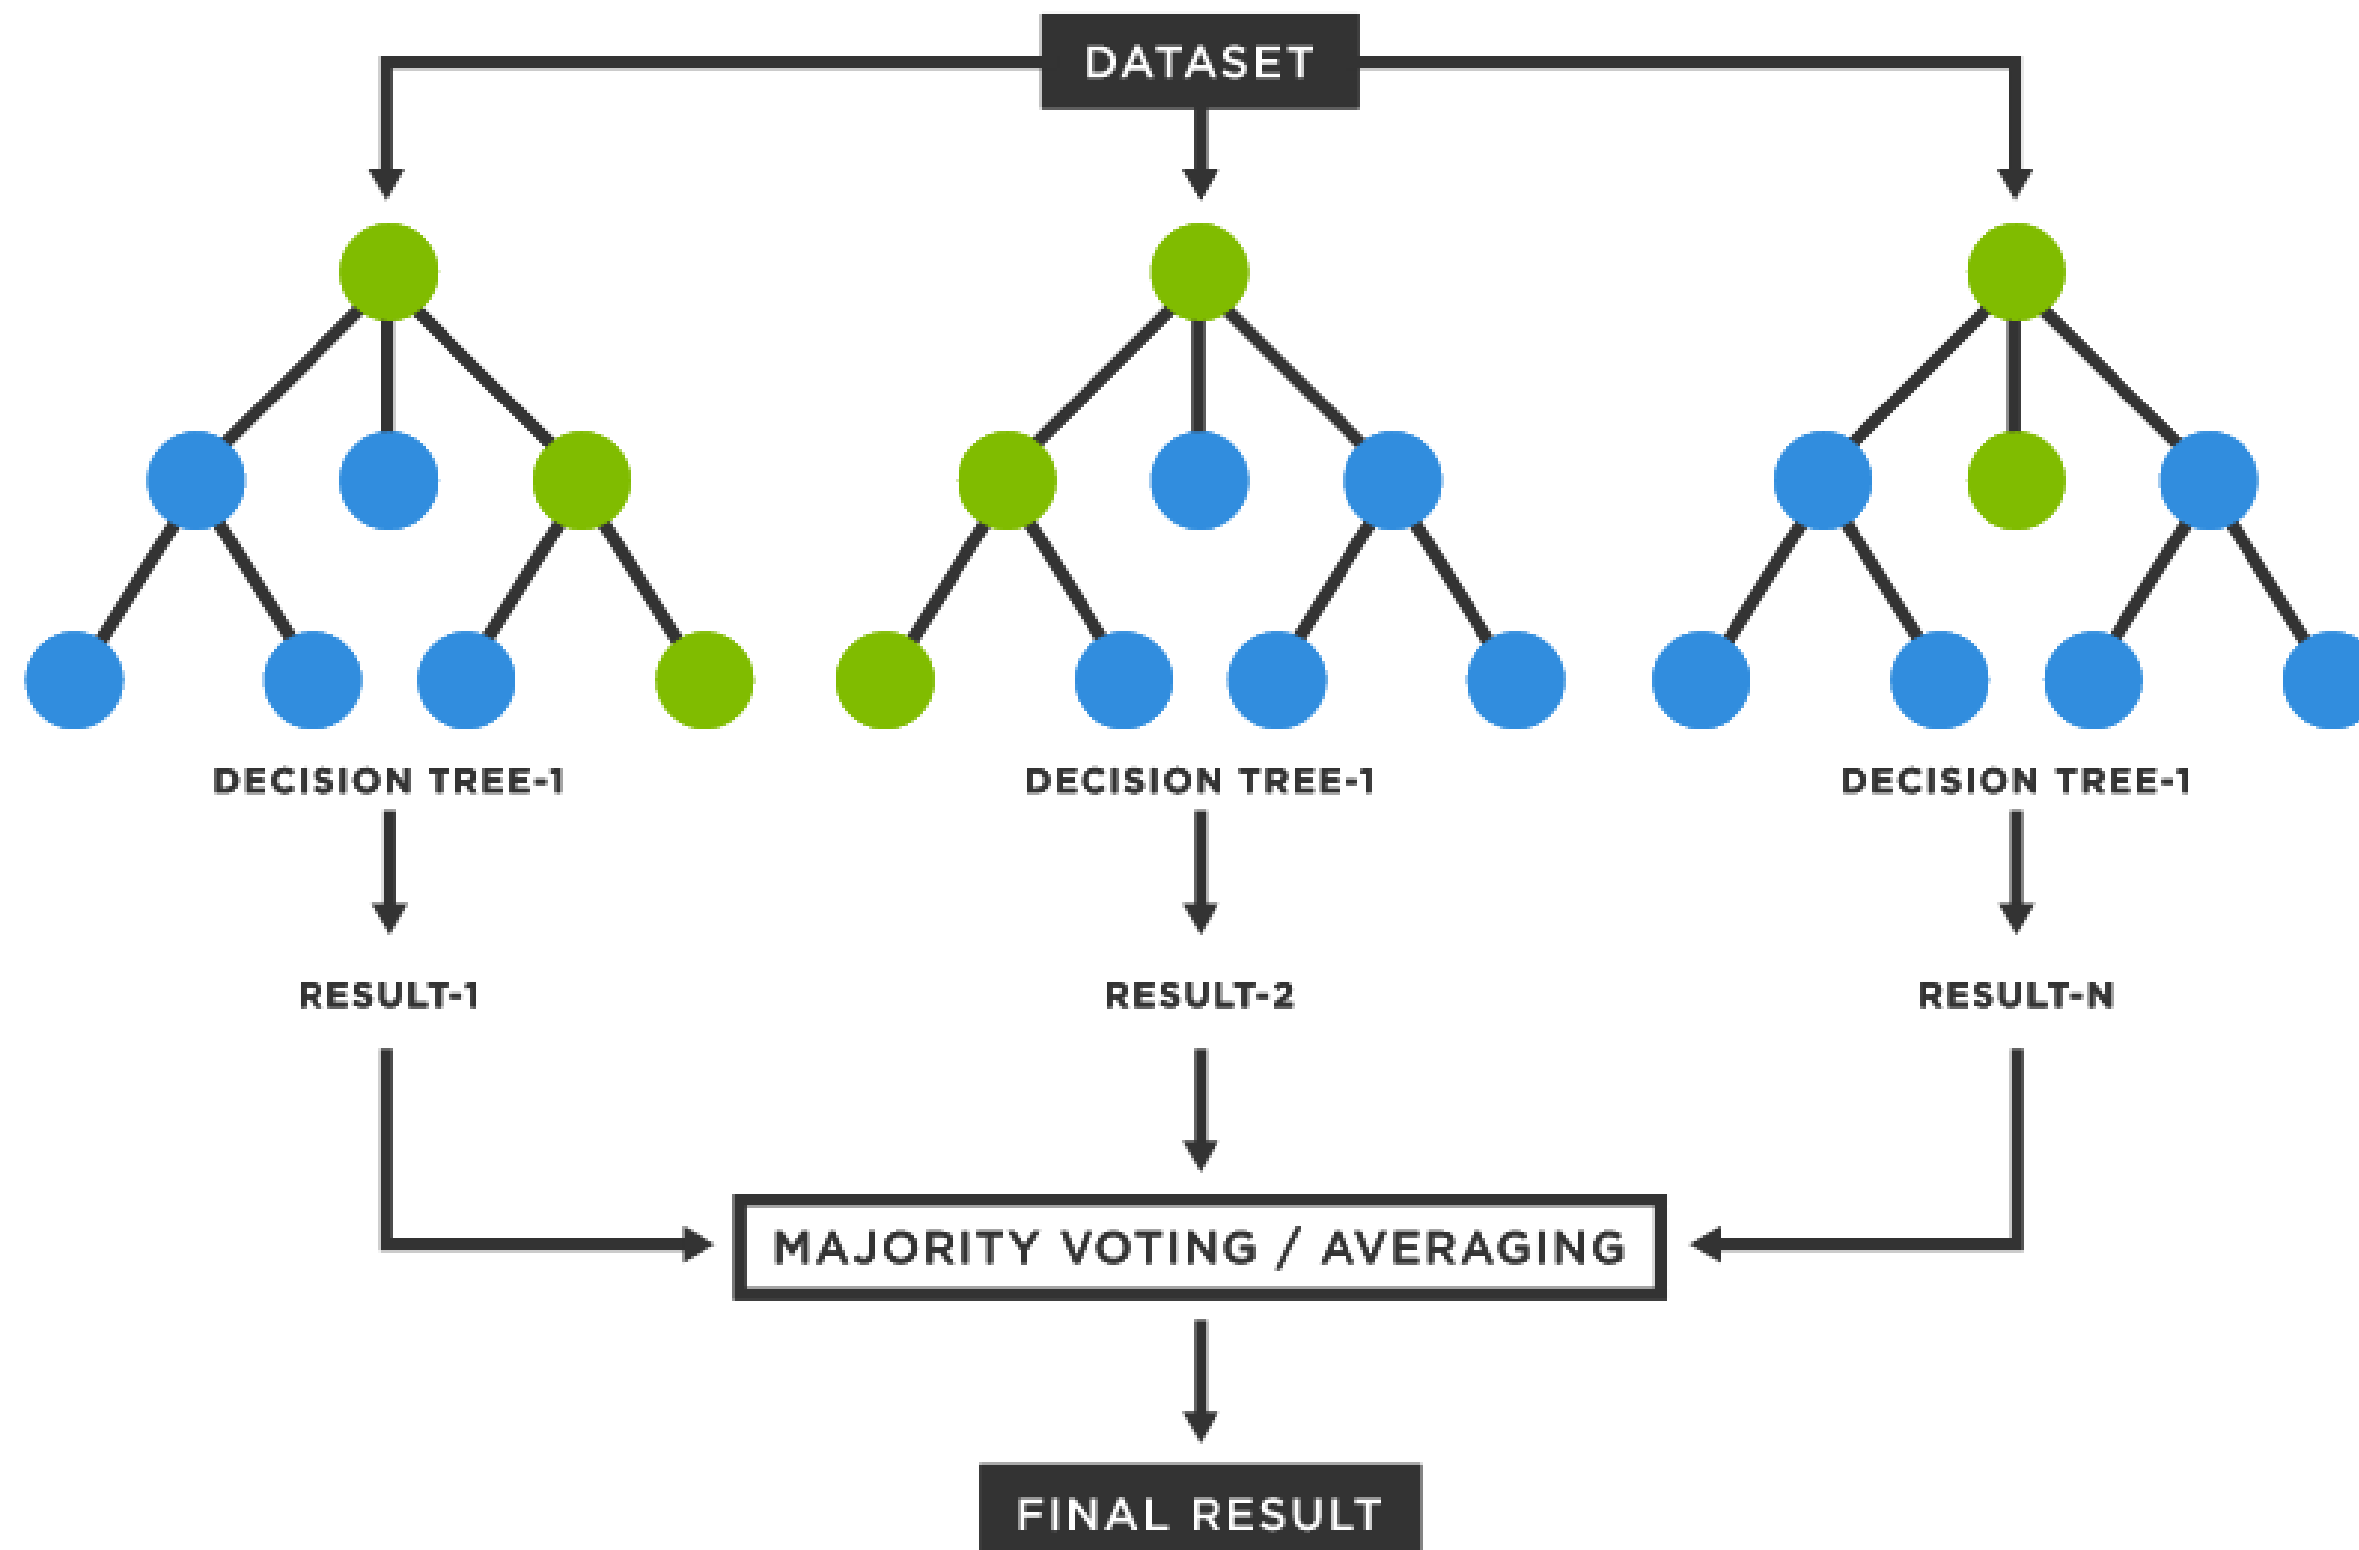 DATASET
DECISION TREE-1
DECISION TREE-1
DECISION TREE-1
RESULT-1
RESULT-2
RESULT-N
MAJORITY VOTING / AVERAGING
FINAL RESULT